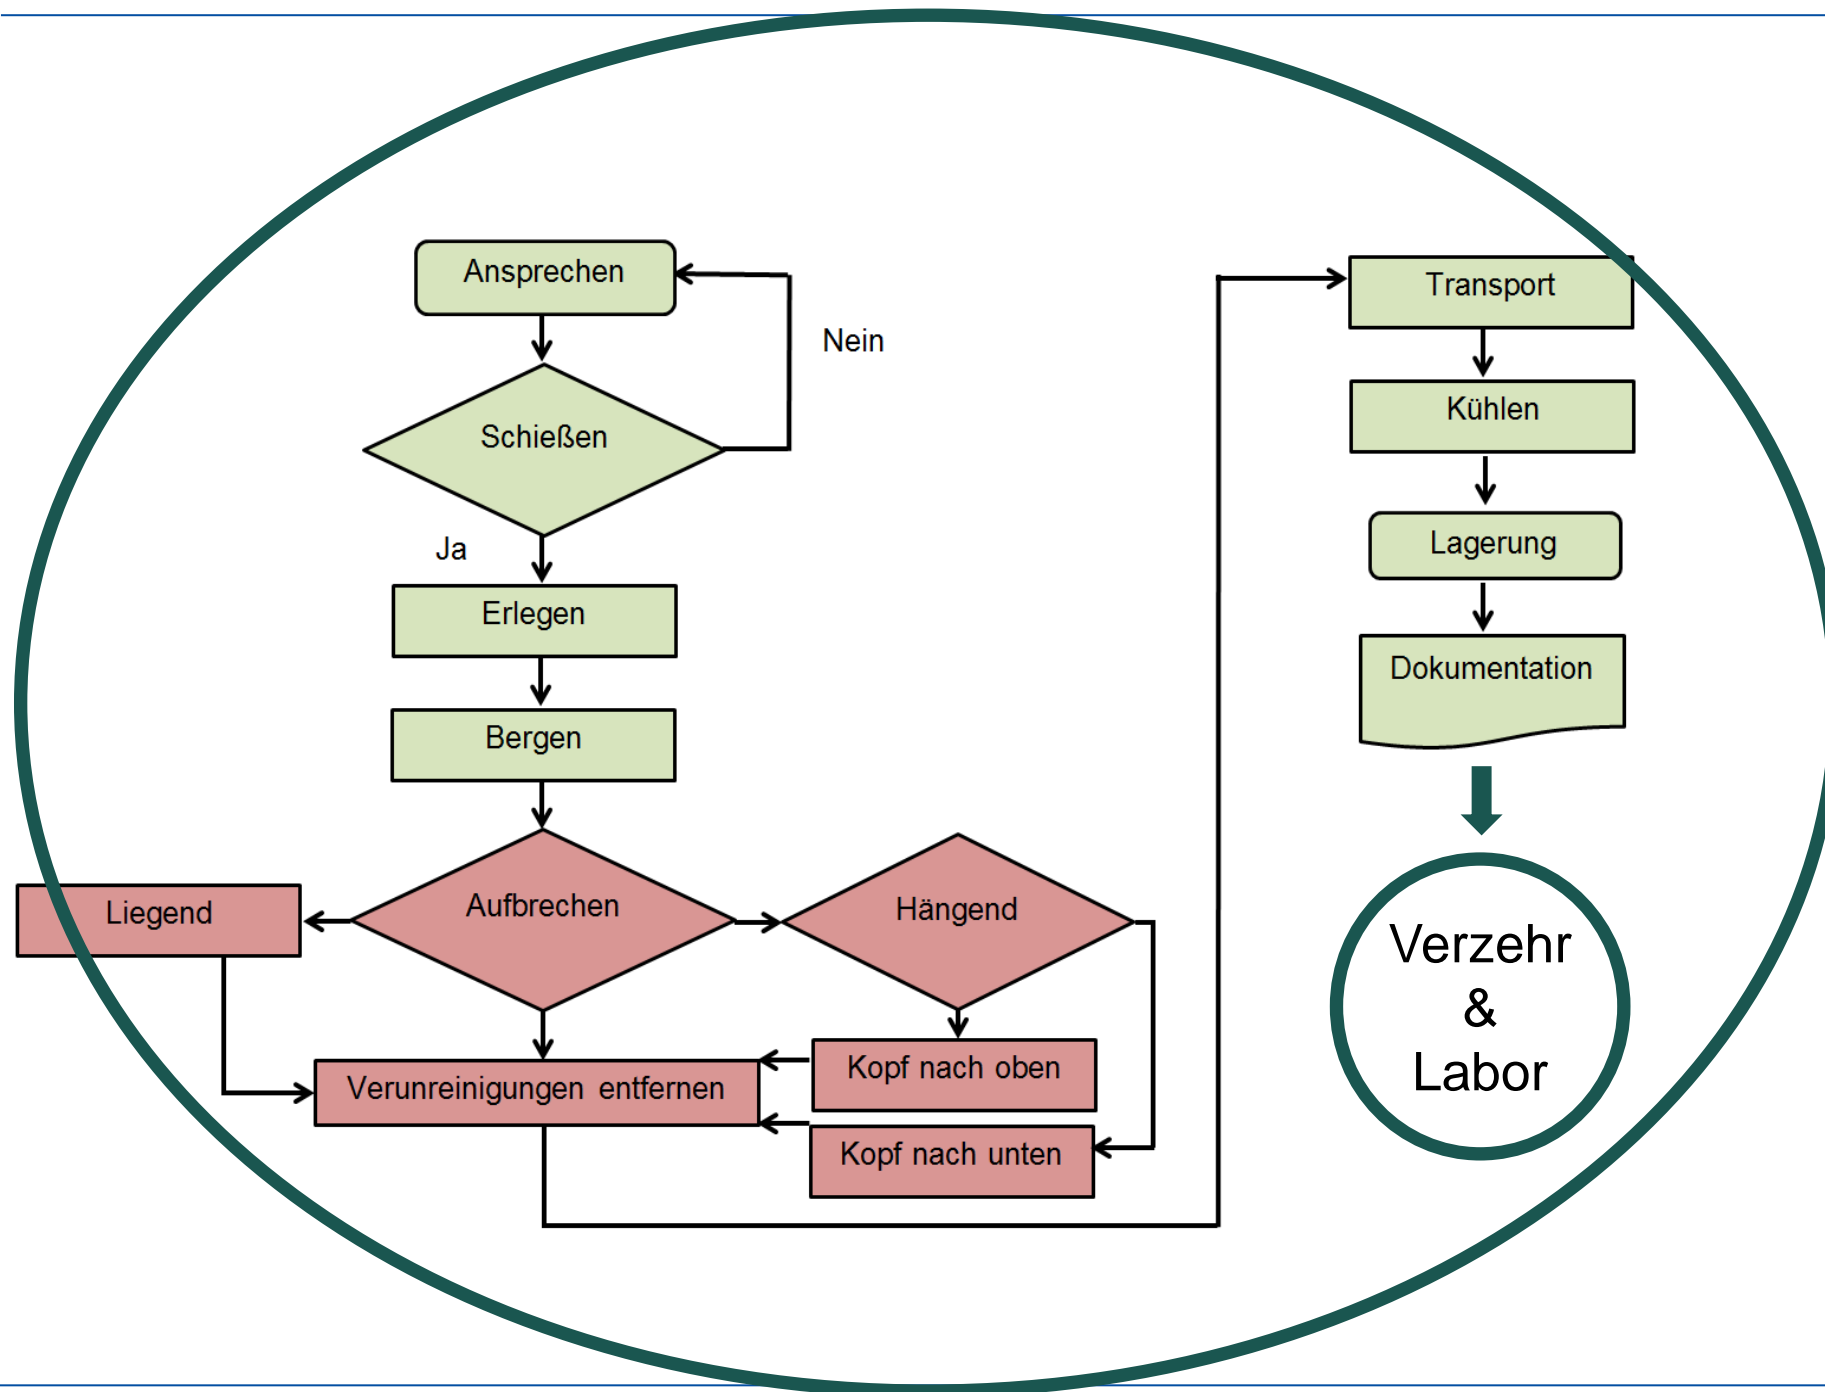 Ansprechen
Nein
Schießen
Ja
Erlegen
Bergen
Aufbrechen
Liegend
Hängend
Verunreinigungen entfernen
Kopf nach oben
Kopf nach unten
Transport
Kühlen
Lagerung
Dokumentation
Verzehr
&
Labor